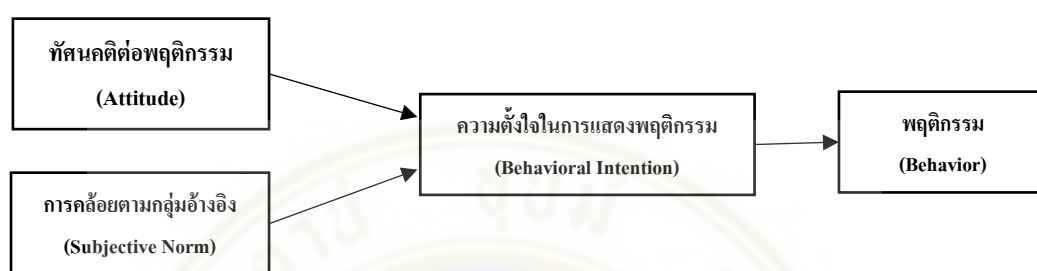 ทัศนคติต่อพฤติกรรม
(Attitude)
การคล้อยตามกลุ่มอ้างอิง
(Subjective Norm)
ความตั้งใจในการแสดงพฤติกรรม
(Behavioral Intention)
พฤติกรรม
(Behavior)